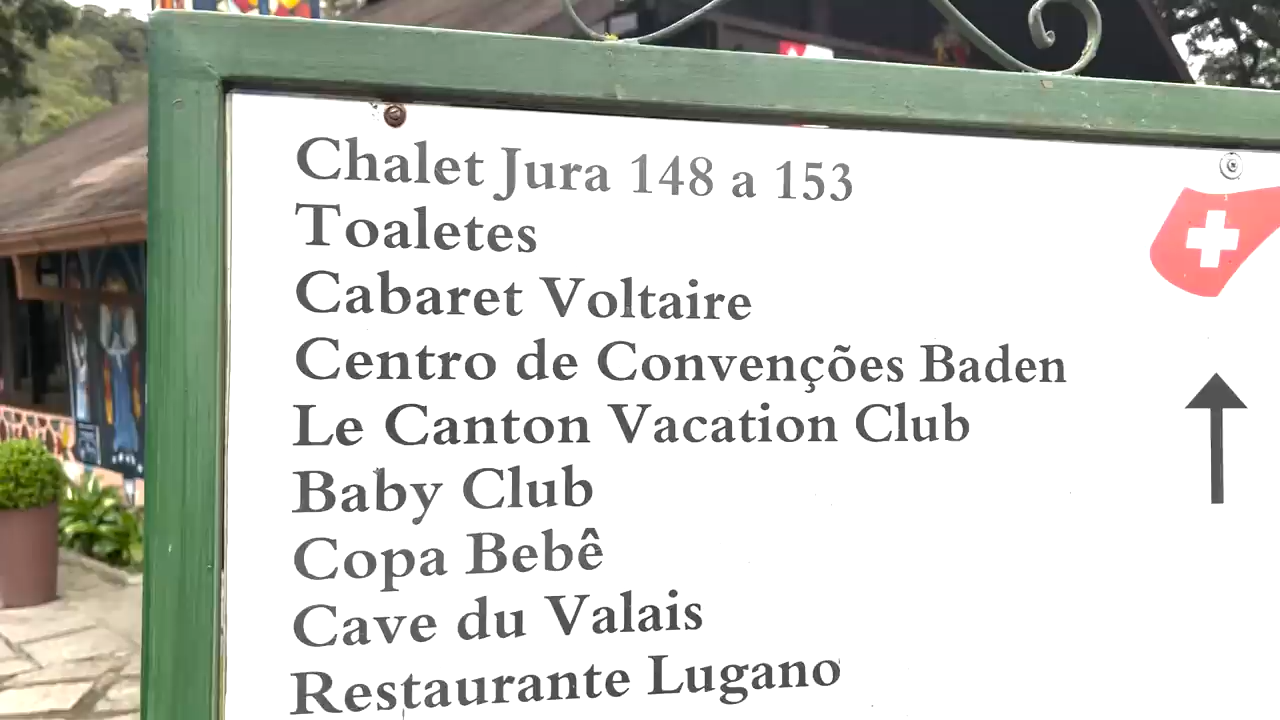 Chalet Jura 148 a 153
Toaletes
Cabaret Voltaire
Centro de Convenções Baden
Le Canton Vacation Club
Baby Club
Copa Bebê
Cave du Valais
Restaurante Lugano